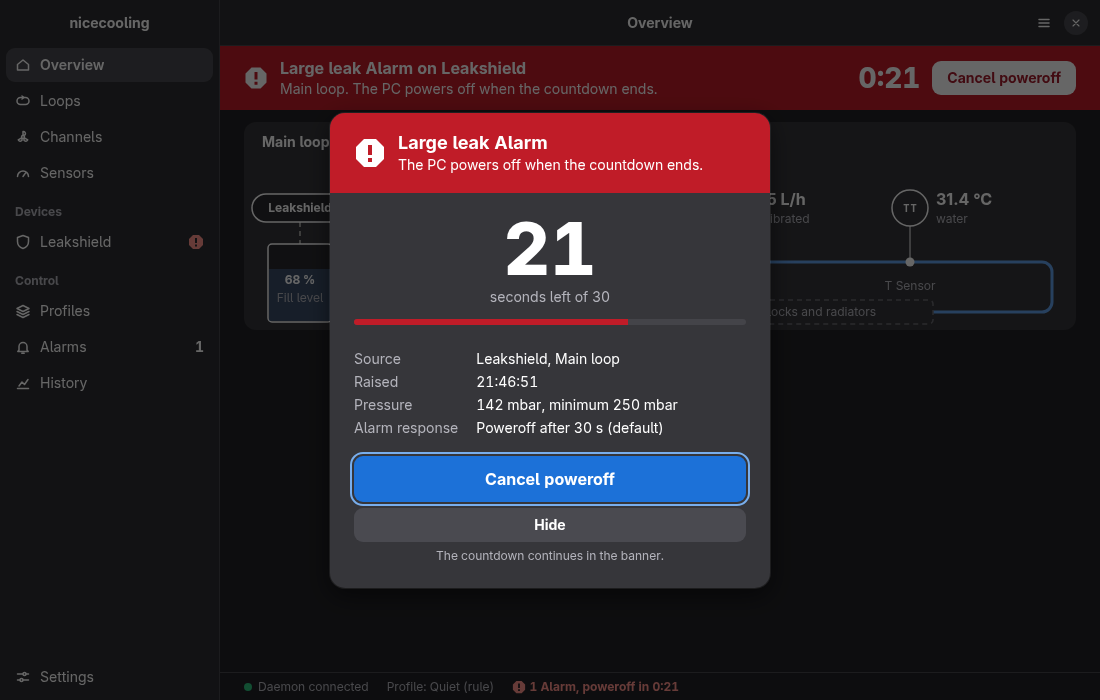 nicecooling
Overview
Overview
Loops
Channels
Sensors
Devices
Leakshield
Control
Profiles
Alarms 1
History
Settings
Large leak Alarm on Leakshield
Main loop. The PC powers off when the countdown ends.
0:21
Cancel poweroff
Main loop
Leakshield
68 %
Fill level
L/h
TT
31.4 °C
water
T Sensor
and radiators
Large leak Alarm
The PC powers off when the countdown ends.
21
seconds left of 30
Source Leakshield, Main loop
Raised 21:46:51
Pressure 142 mbar, minimum 250 mbar
Alarm response Poweroff after 30 s (default)
Cancel poweroff
Hide
The countdown continues in the banner.
Daemon connected Profile: Quiet (rule) 1 Alarm, poweroff in 0:21